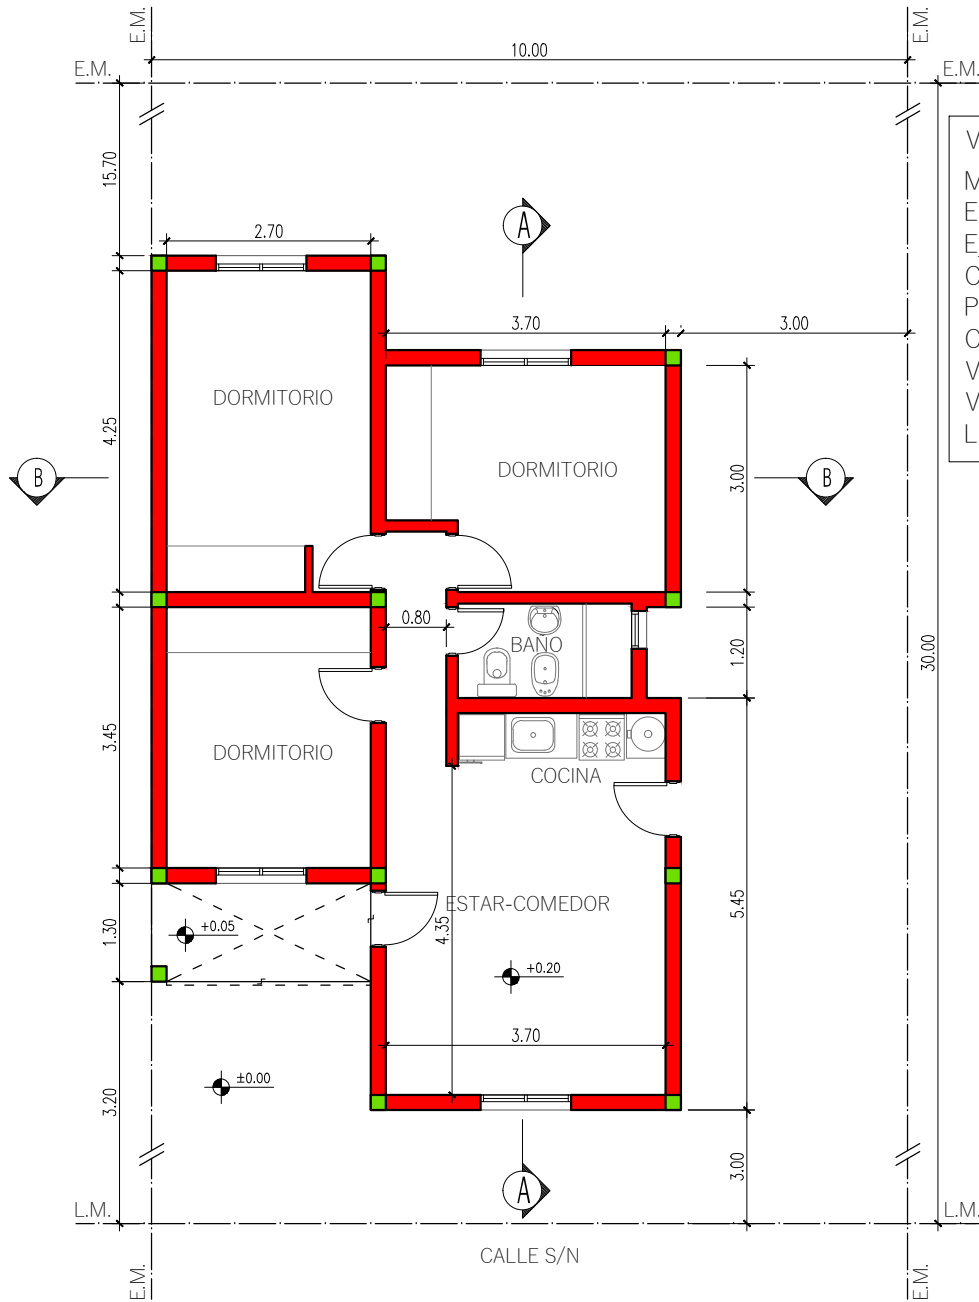 E.M.
E.M.
10.00
E.M.
E.M.
15.70
V
M
E
E
C
P
C
V
V
L
A
2.70
3.70
3.00
DORMITORIO
4.25
DORMITORIO
3.00
B
B
0.80
BAÑO
1.20
30.00
3.45
DORMITORIO
COCINA
ESTAR-COMEDOR
4.35
5.45
+0.05
1.30
+0.20
3.70
±0.00
3.20
3.00
A
L.M.
L.M.
CALLE S/N
E.M.
E.M.